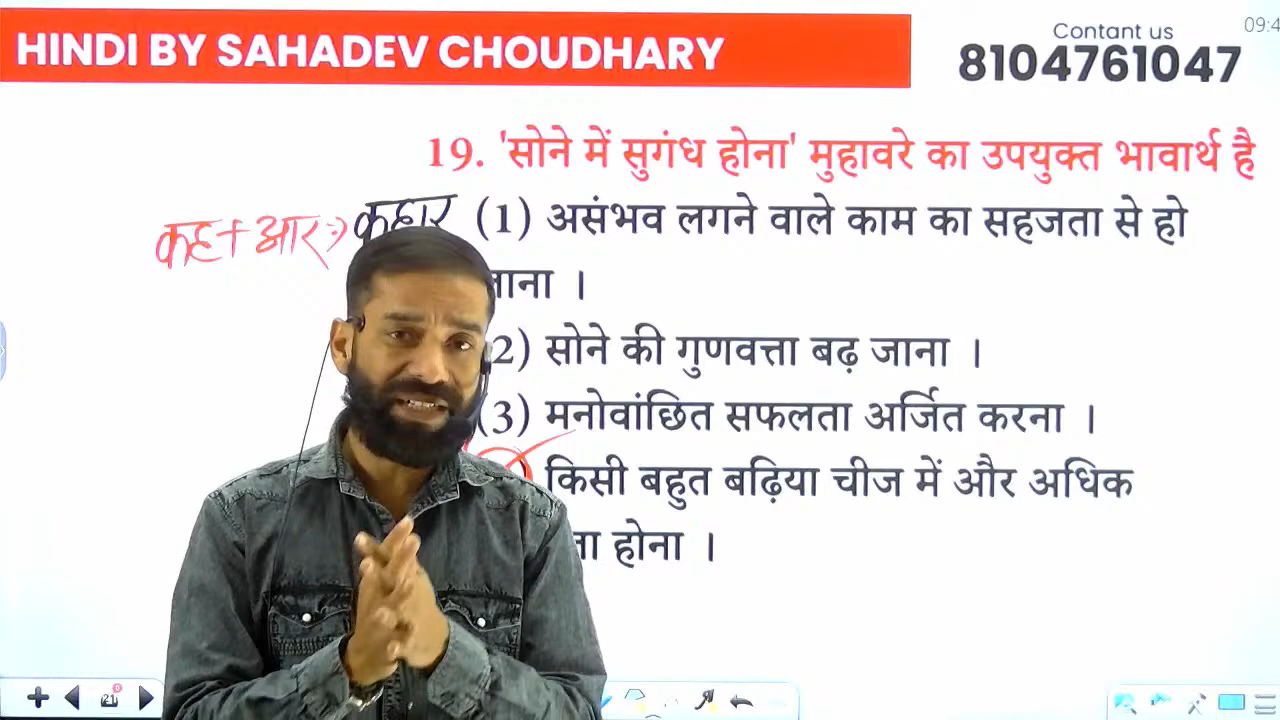 HINDI BY SAHADEV CHOUDHARY
Contant us
8104761047
09:4
19. 'सोने में सुगंध होना' मुहावरे का उपयुक्त भावार्थ है
कह + आर => कहार
(1) असंभव लगने वाले काम का सहजता से हो
। 
2) सोने की गुणवत्ता बढ़ जाना ।
(3) मनोवांछित सफलता अर्जित करना ।
किसी बहुत बढ़िया चीज में और अधिक
होना ।
21